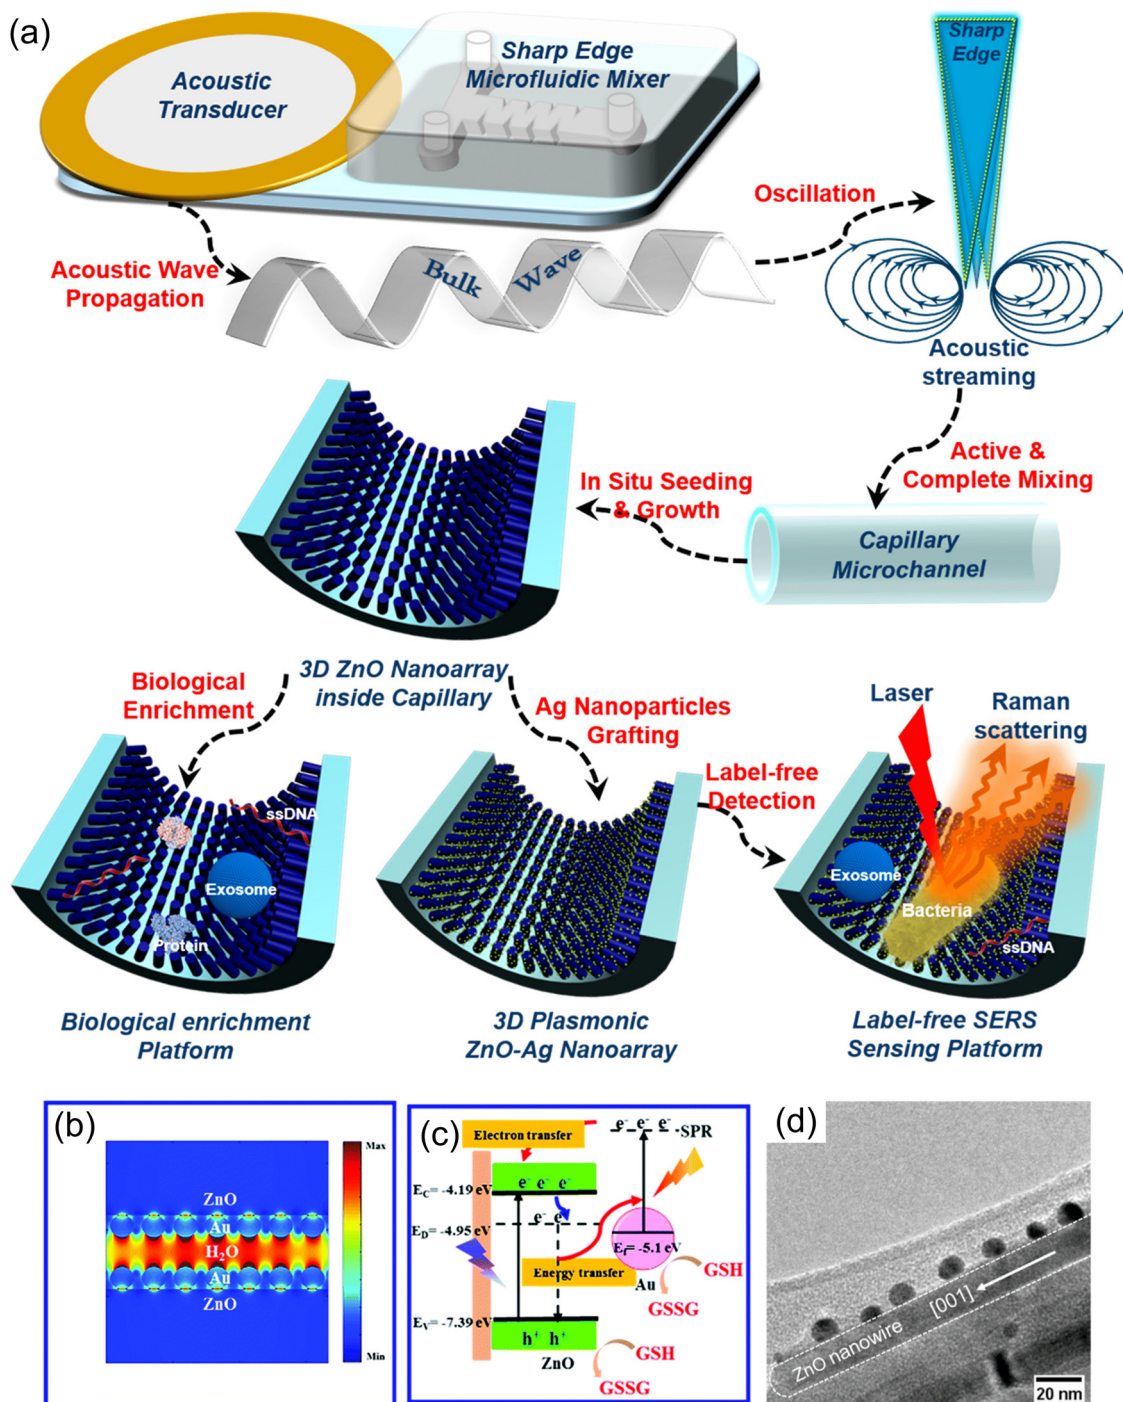 (a)
Acoustic
Transducer
Sharp Edge
Microfluidic Mixer
Sharp
Edge
Oscillation
Acoustic Wave
Propagation
Bulk Wave
Acoustic
streaming
Active &
Complete Mixing
In Situ Seeding
& Growth
Capillary
Microchannel
3D ZnO Nanoarray
inside Capillary
Biological
Enrichment
Ag Nanoparticles
Grafting
Label-free
Detection
Laser
Raman
scattering
ssDNA
Exosome
Protein
Exosome
Bacteria
ssDNA
Biological enrichment
Platform
3D Plasmonic
ZnO-Ag Nanoarray
Label-free SERS
Sensing Platform
(b)
ZnO
Au
H₂O
Au
ZnO
Max
Min
(c)
Electron transfer
e⁻ e⁻ e⁻
SPR
E_C= -4.19 eV
e⁻ e⁻ e⁻
E_D= -4.95 eV
e⁻ e⁻
E_f= -5.1 eV
Au
Energy transfer
GSH
GSSG
E_V= -7.39 eV
h⁺ h⁺
ZnO
GSH
GSSG
(d)
[001]
ZnO nanowire
20 nm